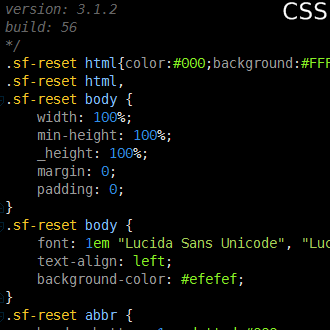 CSS
version: 3.1.2
build: 56
*/
.sf-reset html{color:#000;background:#FFF
.sf-reset html,
.sf-reset body {
    width: 100%;
    min-height: 100%;
    _height: 100%;
    margin: 0;
    padding: 0;
}
.sf-reset body {
    font: 1em "Lucida Sans Unicode", "Luc
    text-align: left;
    background-color: #efefef;
}
.sf-reset abbr {